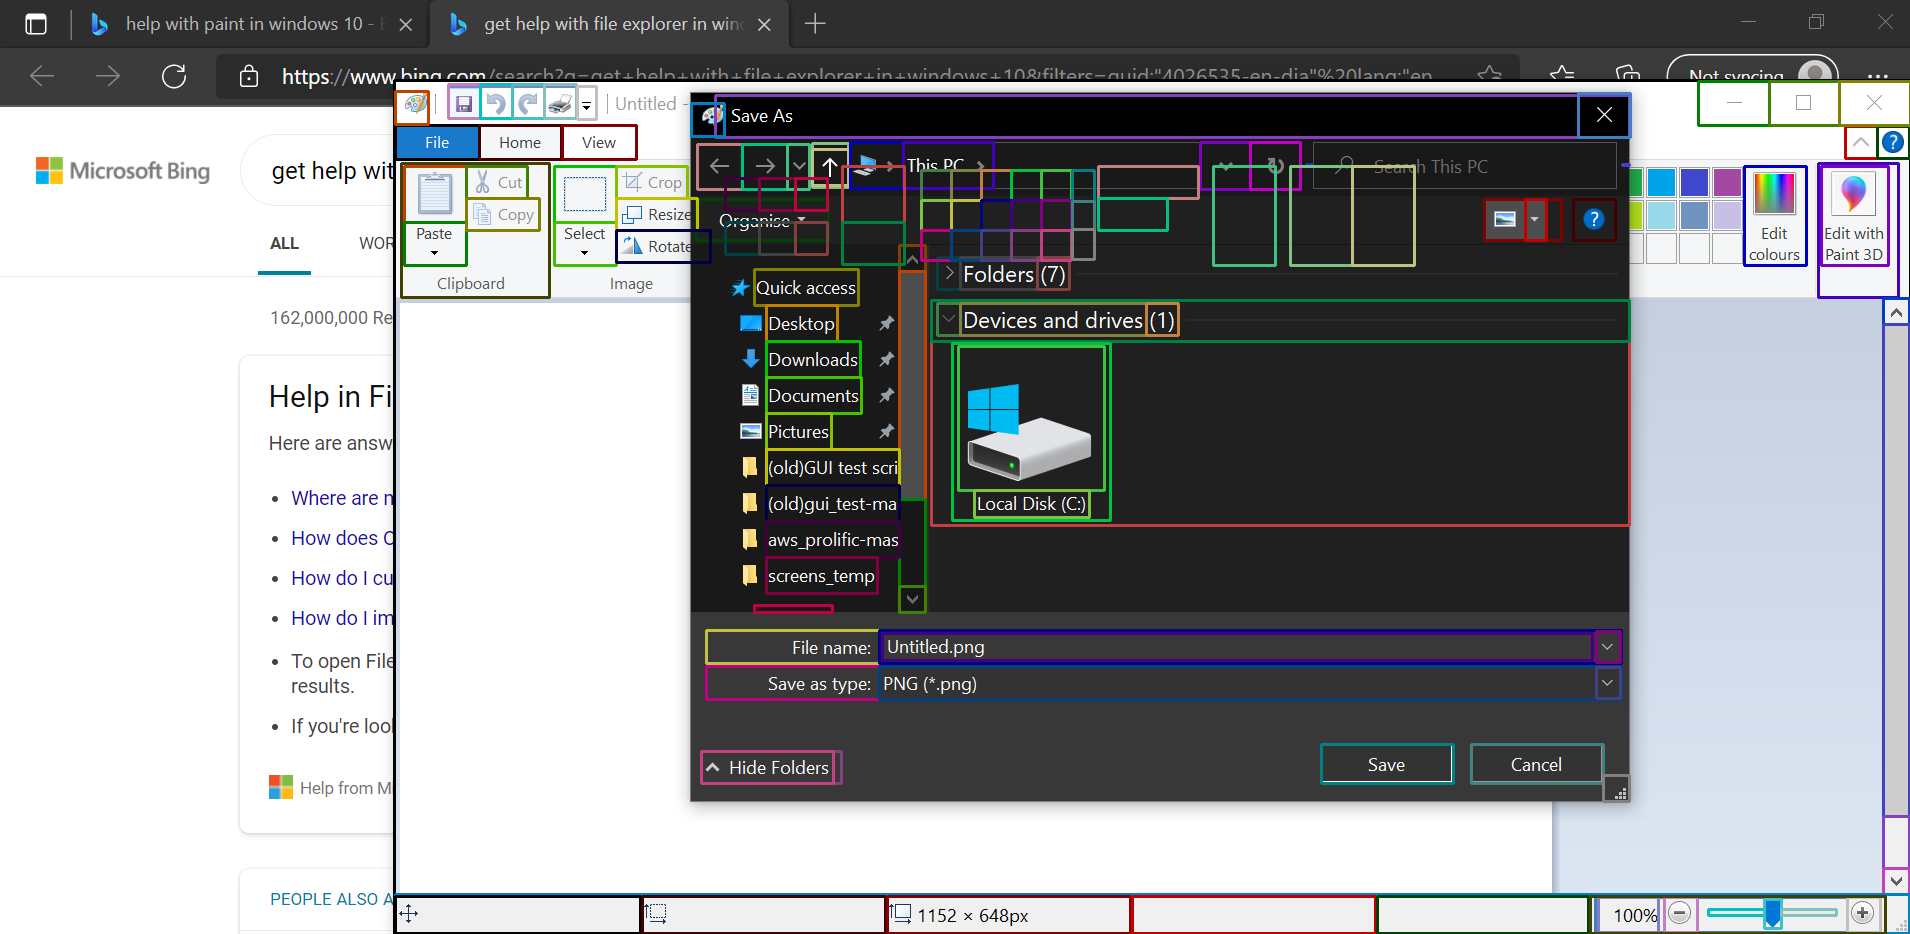 help with paint in windows 10 -
get help with file explorer in win
https://www.bing.com/search?q=get+help+with+file+explorer+in+windows+10&filters=guid:"4026535-en-dia"%20lang:"en
Not syncing
Untitled -
Save As
File
Home
View
Microsoft Bing
get help wit
This PC
Search This PC
Paste
Cut
Copy
Clipboard
Select
Crop
Resize
Rotate
Image
Organise
Edit colours
Edit with Paint 3D
ALL
WOR
162,000,000 Re
Quick access
Desktop
Downloads
Documents
Pictures
(old)GUI test scri
(old)gui_test-ma
aws_prolific-mas
screens_temp
Folders (7)
Devices and drives (1)
Local Disk (C:)
Help in Fi
Here are answ
Where are n
How does C
How do I cu
How do I im
To open File
results.
If you're loo
Help from Mi
PEOPLE ALSO A
File name: Untitled.png
Save as type: PNG (*.png)
Hide Folders
Save
Cancel
1152 × 648px
100%